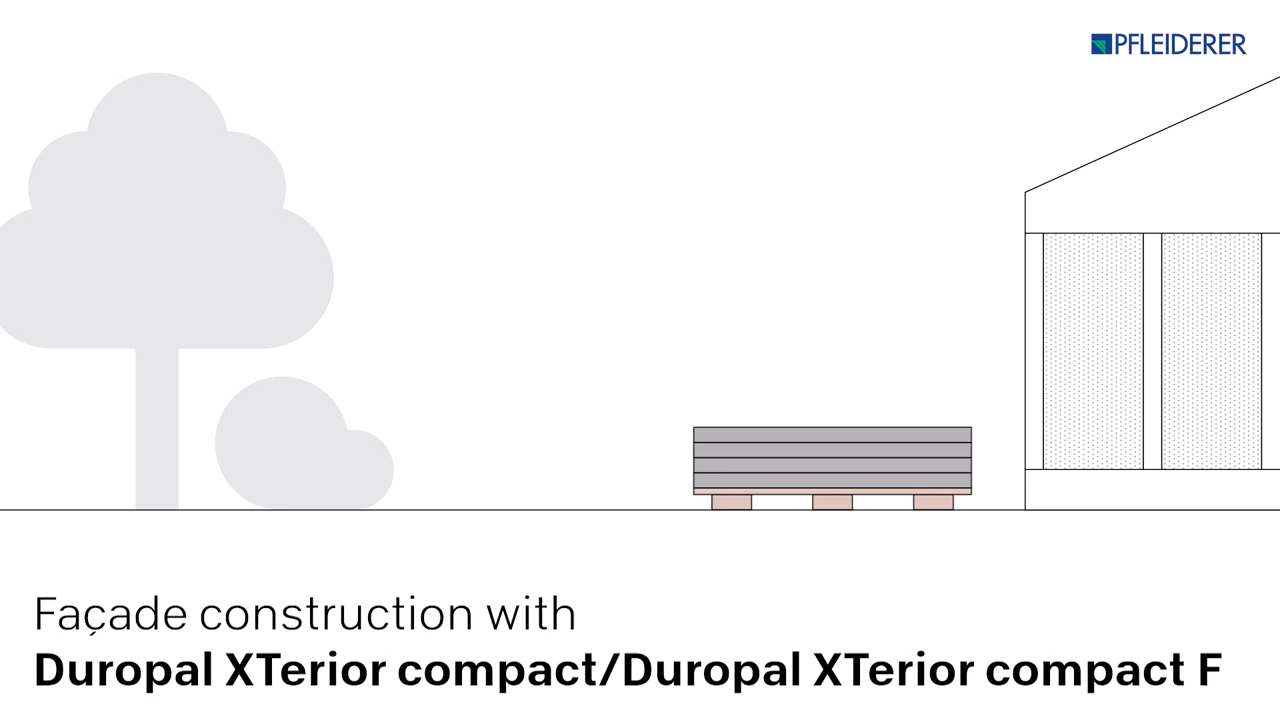 PFLEIDERER
Façade construction with
Duropal XTerior compact/Duropal XTerior compact F